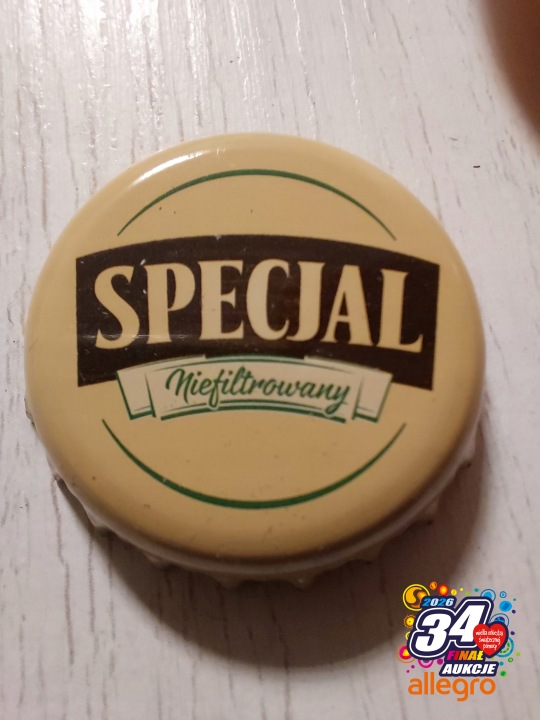 SPECJAL
Niefiltrowany
2026
34
FINAŁ
AUKCJE
allegro